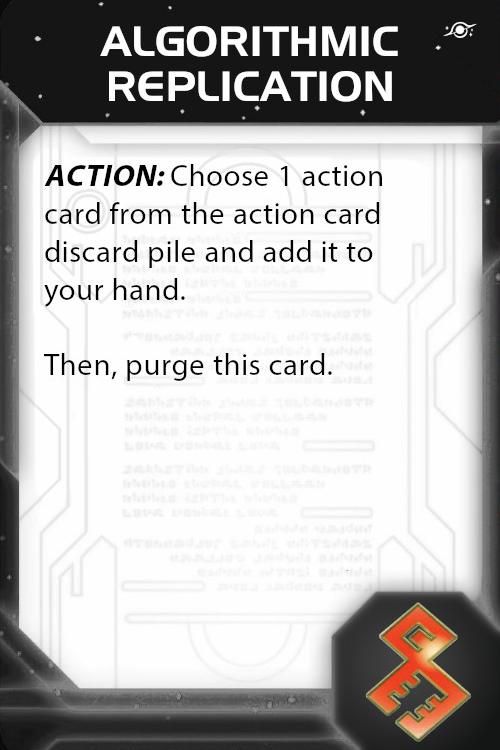 ALGORITHMIC
REPLICATION
ACTION: Choose 1 action
card from the action card
discard pile and add it to
your hand.
Then, purge this card.